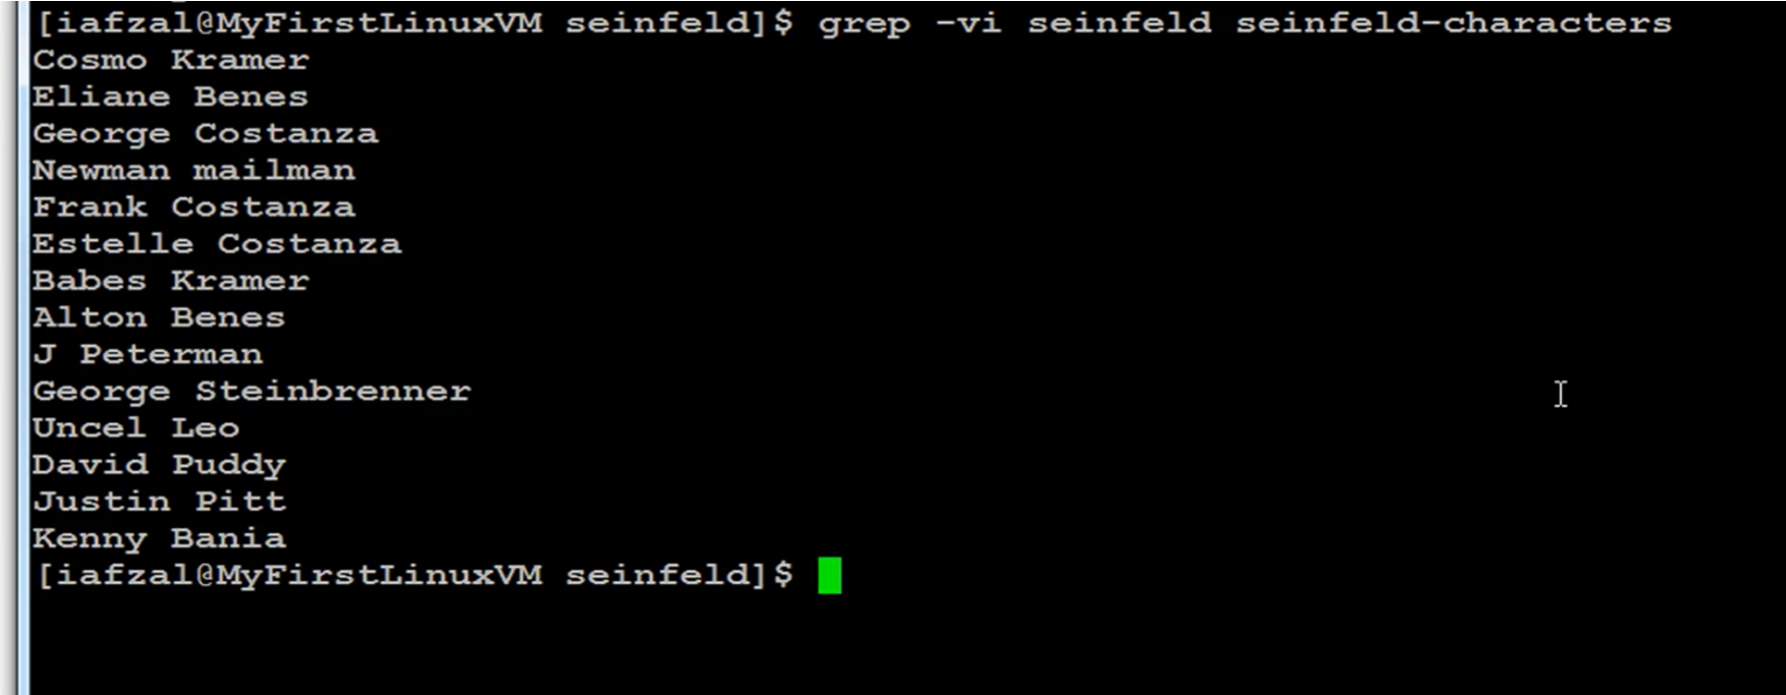 [iafzal@MyFirstLinuxVM seinfeld]$ grep -vi seinfeld seinfeld-characters
Cosmo Kramer
Eliane Benes
George Costanza
Newman mailman
Frank Costanza
Estelle Costanza
Babes Kramer
Alton Benes
J Peterman
George Steinbrenner
Uncel Leo
David Puddy
Justin Pitt
Kenny Bania
[iafzal@MyFirstLinuxVM seinfeld]$